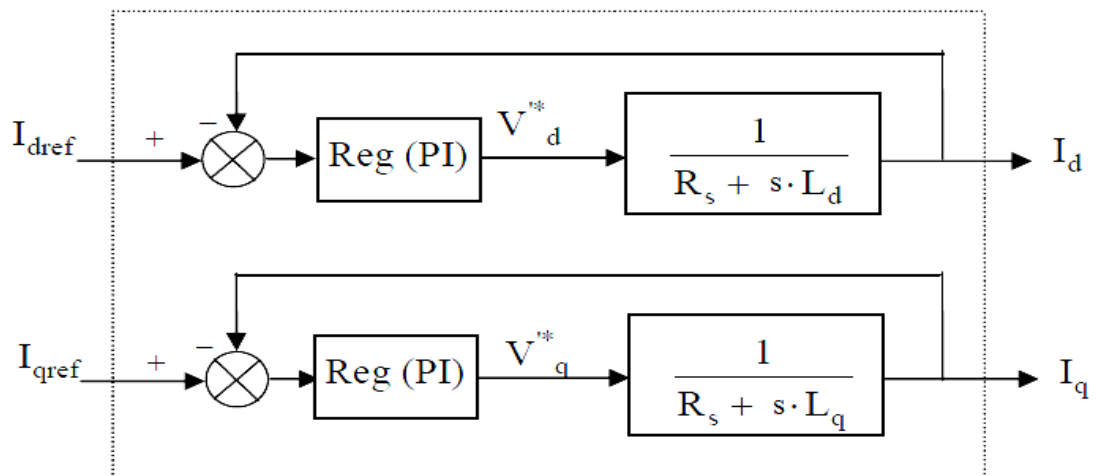 I_dref
+
−
Reg (PI)
V'*_d
1
R_s + s·L_d
I_d
I_qref
+
−
Reg (PI)
V'*_q
1
R_s + s·L_q
I_q